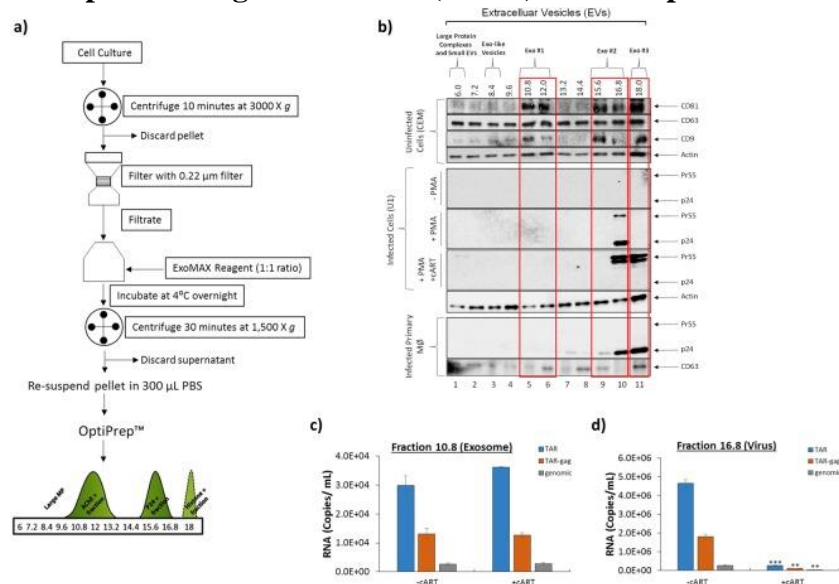 a)
Cell Culture
Centrifuge 10 minutes at 3000 X g
Discard pellet
Filter with 0.22 µm filter
Filtrate
ExoMAX Reagent (1:1 ratio)
Incubate at 4⁰C overnight
Centrifuge 30 minutes at 1,500 X g
Discard supernatant
Re-suspend pellet in 300 µL PBS
OptiPrep™
Large MP
AChE +
fraction
fraction
fraction
6 7.2 8.4 9.6 10.8 12 13.2 14.4 15.6 16.8 18
b)
Extracelluar Vesicles (EVs)
Large Protein
Complexes
and Small EVs
Exo-like
Vesicles
Exo #1
Exo #2
Exo #3
6.0 7.2 8.4 9.6 10.8 12.0 13.2 14.4 15.6 16.8 18.0
Uninfected
Cells (CEM)
CD81
CD63
CD9
Actin
Infected Cells (U1)
- PMA
Pr55
p24
+ PMA
Pr55
p24
+ PMA
+cART
Pr55
p24
Actin
Infected Primary
MØ
Pr55
p24
CD63
1 2 3 4 5 6 7 8 9 10 11
c)
Fraction 10.8 (Exosome)
TAR
TAR-gag
genomic
RNA (Copies/ mL)
4.0E+04
3.0E+04
2.0E+04
1.0E+04
0.0E+00
-cART +cART
d)
Fraction 16.8 (Virus)
TAR
TAR-gag
genomic
RNA (Copies/ mL)
6.0E+06
5.0E+06
4.0E+06
3.0E+06
2.0E+06
1.0E+06
0.0E+00
*** ** **
-cART +cART